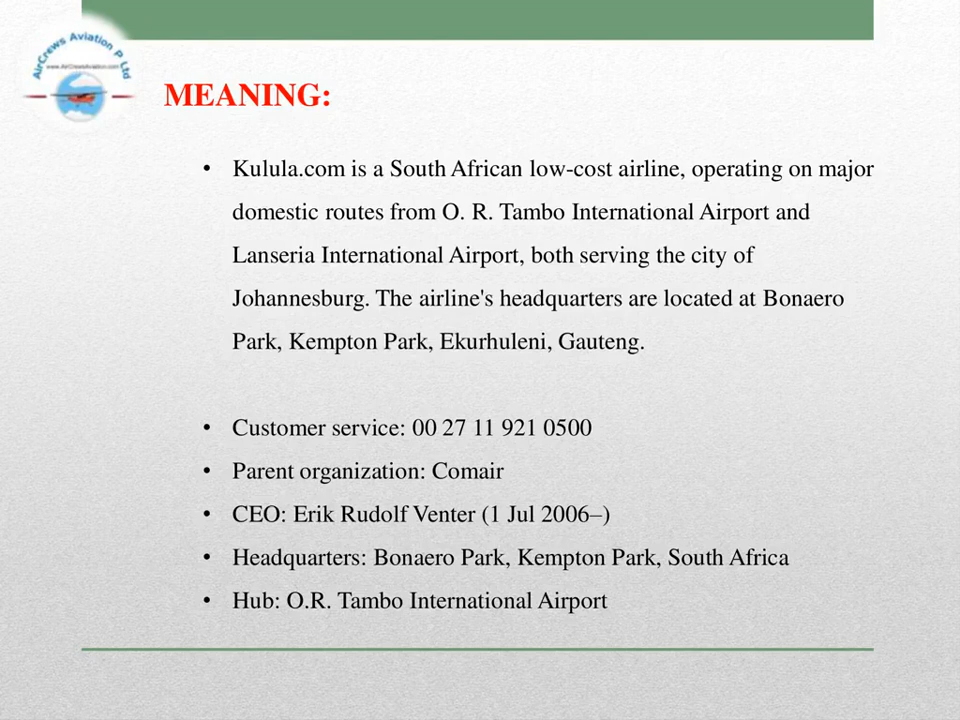 AirCrews Aviation P Ltd
www.AirCrewsAviation.com
MEANING:
• Kulula.com is a South African low-cost airline, operating on major
domestic routes from O. R. Tambo International Airport and
Lanseria International Airport, both serving the city of
Johannesburg. The airline's headquarters are located at Bonaero
Park, Kempton Park, Ekurhuleni, Gauteng.
• Customer service: 00 27 11 921 0500
• Parent organization: Comair
• CEO: Erik Rudolf Venter (1 Jul 2006–)
• Headquarters: Bonaero Park, Kempton Park, South Africa
• Hub: O.R. Tambo International Airport